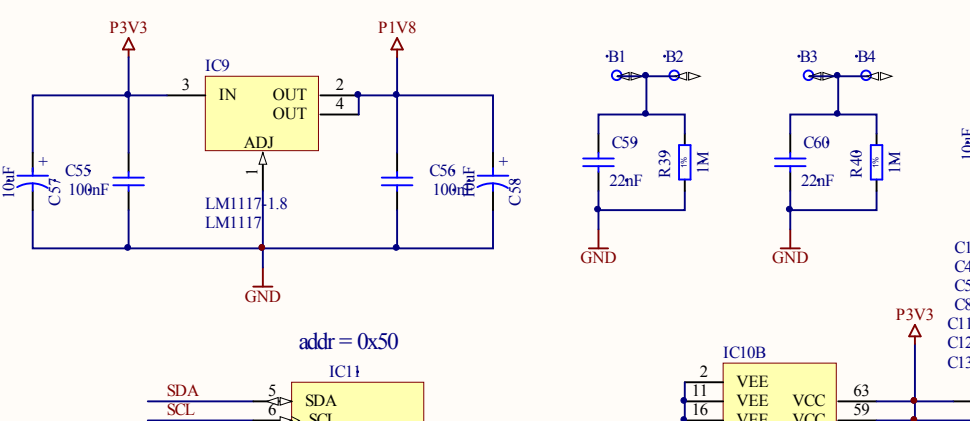 P3V3
P1V8
IC9
3
IN
OUT
2
OUT
4
ADJ
1
10uF
+
C57
C55
100nF
C56
100nF
10uF
+
C58
LM1117-1.8
LM1117
GND
B1
B2
C59
22nF
R39
1%
1M
GND
B3
B4
C60
22nF
R40
1%
1M
GND
10uF
addr = 0x50
IC11
SDA
5
SDA
SCL
6
SCL
IC10B
2
VEE
11
VEE
16
VEE
VCC
63
VCC
59
P3V3
C1
C4
C5
C8
C11
C12
C13